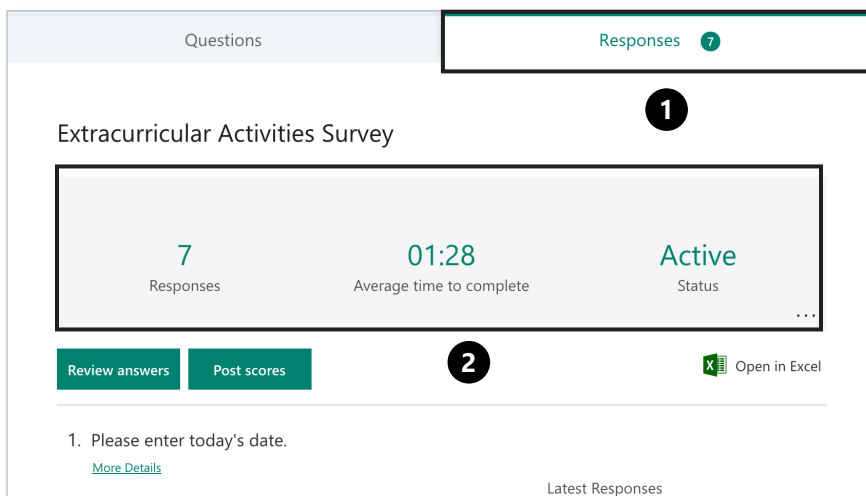 Questions
Responses 7
1
Extracurricular Activities Survey
7 01:28 Active
Responses Average time to complete Status
...
2
Review answers Post scores Open in Excel
1. Please enter today's date.
More Details
Latest Responses